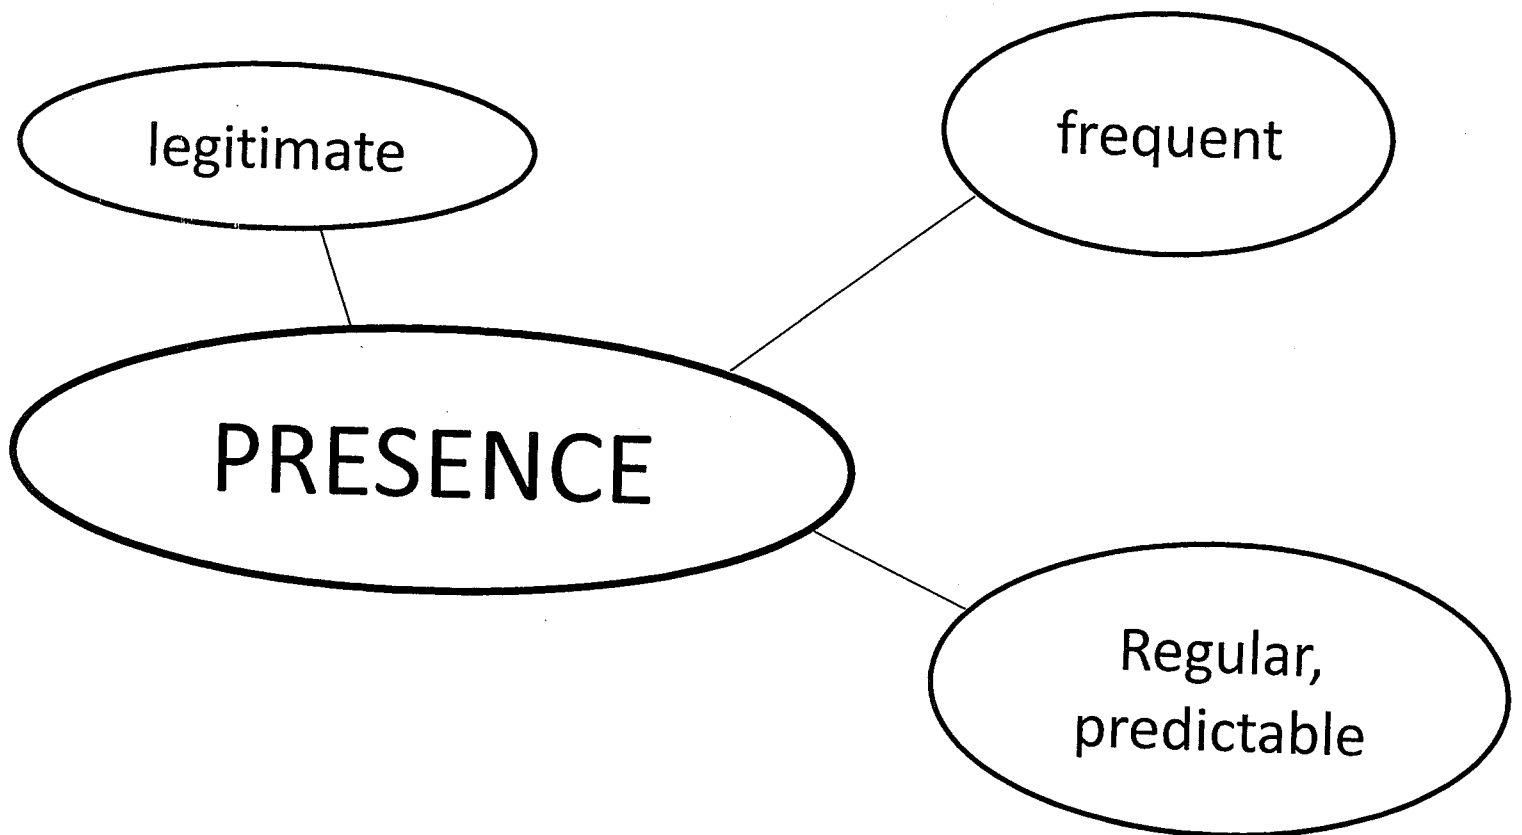 legitimate
frequent
PRESENCE
Regular,
predictable